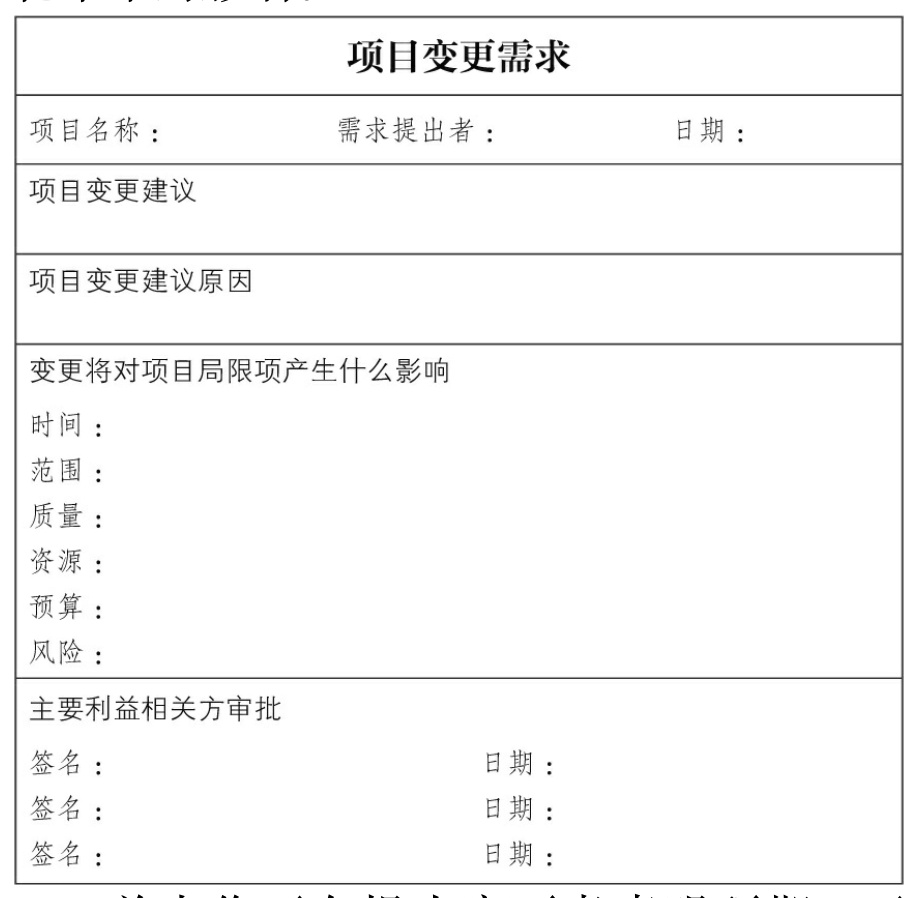 项目变更需求
项目名称： 需求提出者： 日期：
项目变更建议
项目变更建议原因
变更将对项目局限项产生什么影响
时间：
范围：
质量：
资源：
预算：
风险：
主要利益相关方审批
签名： 日期：
签名： 日期：
签名： 日期：